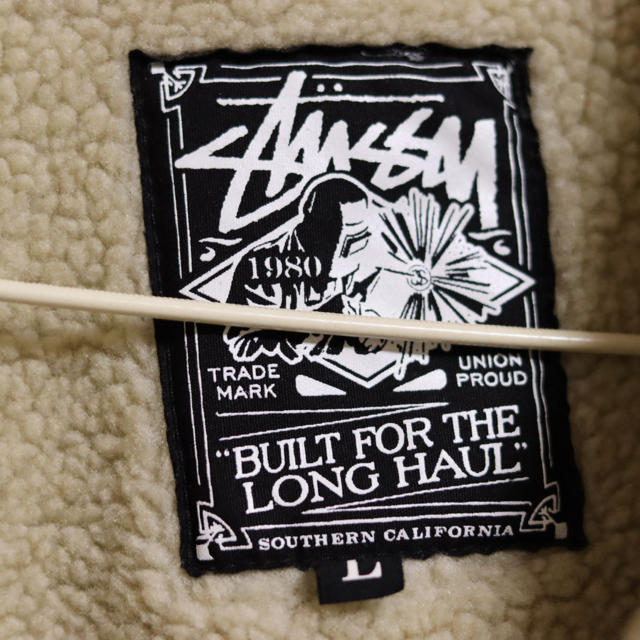 STÜSSY
1980
TRADE MARK
UNION PROUD
"BUILT FOR THE
LONG HAUL"
SOUTHERN CALIFORNIA
L